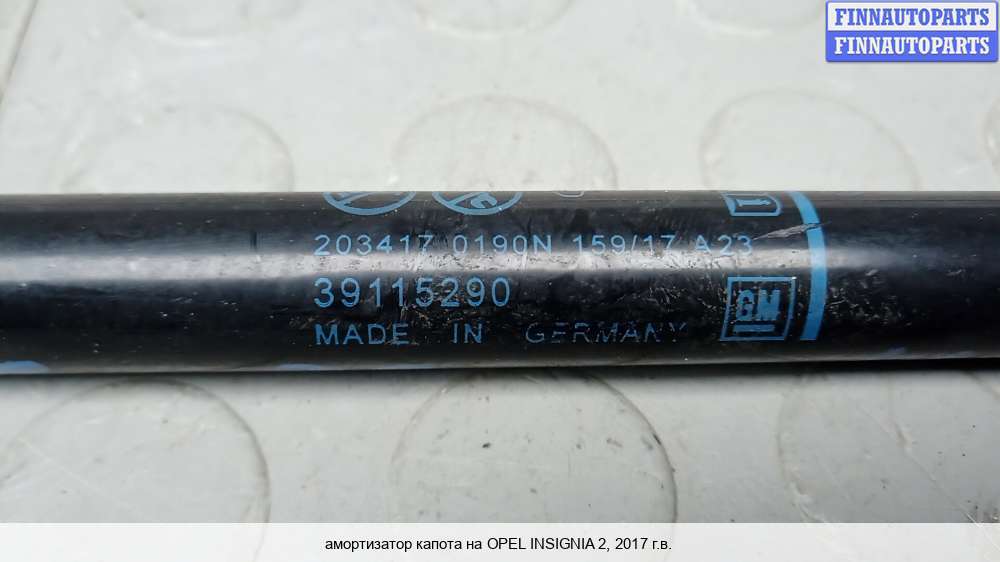 FINNAUTOPARTS
FINNAUTOPARTS
203417 0190N 159/17 A23
39115290
GM
MADE IN GERMANY
амортизатор капота на OPEL INSIGNIA 2, 2017 г.в.